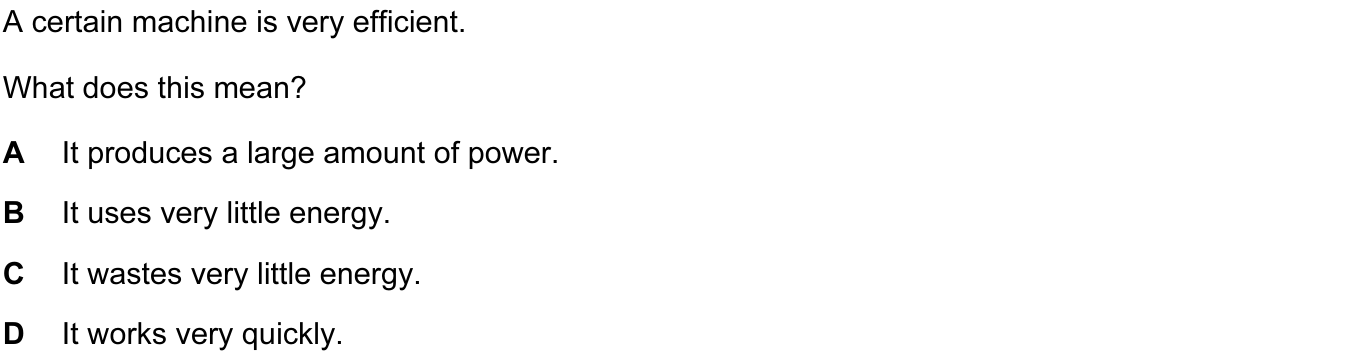 A certain machine is very efficient.
What does this mean?
A It produces a large amount of power.
B It uses very little energy.
C It wastes very little energy.
D It works very quickly.